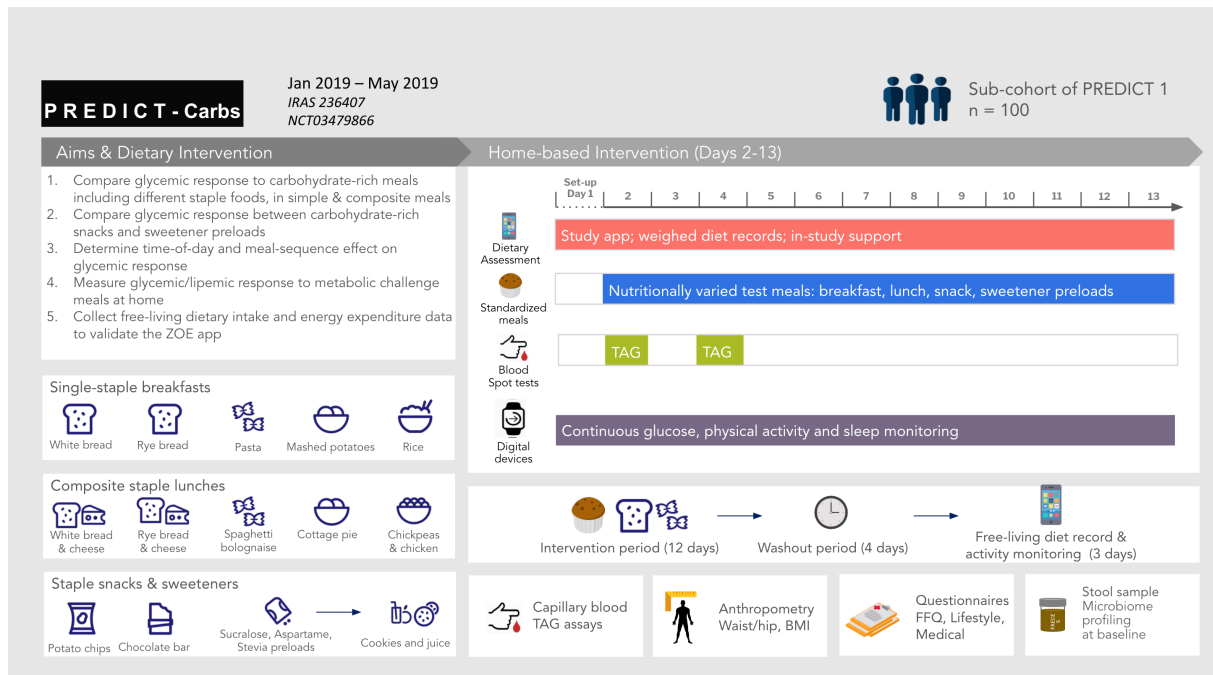 PREDICT - Carbs
Jan 2019 – May 2019
IRAS 236407
NCT03479866
Sub-cohort of PREDICT 1
n = 100
Aims & Dietary Intervention
1. Compare glycemic response to carbohydrate-rich meals
including different staple foods, in simple & composite meals
2. Compare glycemic response between carbohydrate-rich
snacks and sweetener preloads
3. Determine time-of-day and meal-sequence effect on
glycemic response
4. Measure glycemic/lipemic response to metabolic challenge
meals at home
5. Collect free-living dietary intake and energy expenditure data
to validate the ZOE app
Single-staple breakfasts
White bread
Rye bread
Pasta
Mashed potatoes
Rice
Composite staple lunches
White bread
& cheese
Rye bread
& cheese
Spaghetti
bolognaise
Cottage pie
Chickpeas
& chicken
Staple snacks & sweeteners
Potato chips
Chocolate bar
Sucralose, Aspartame,
Stevia preloads
Cookies and juice
Home-based Intervention (Days 2-13)
Set-up
Day 1
2
3
4
5
6
7
8
9
10
11
12
13
Dietary
Assessment
Study app; weighed diet records; in-study support
Standardized
meals
Nutritionally varied test meals: breakfast, lunch, snack, sweetener preloads
Blood
Spot tests
TAG
TAG
Digital
devices
Continuous glucose, physical activity and sleep monitoring
Intervention period (12 days)
Washout period (4 days)
Free-living diet record &
activity monitoring (3 days)
Capillary blood
TAG assays
Anthropometry
Waist/hip, BMI
Questionnaires
FFQ, Lifestyle,
Medical
FAECES
Stool sample
Microbiome
profiling
at baseline